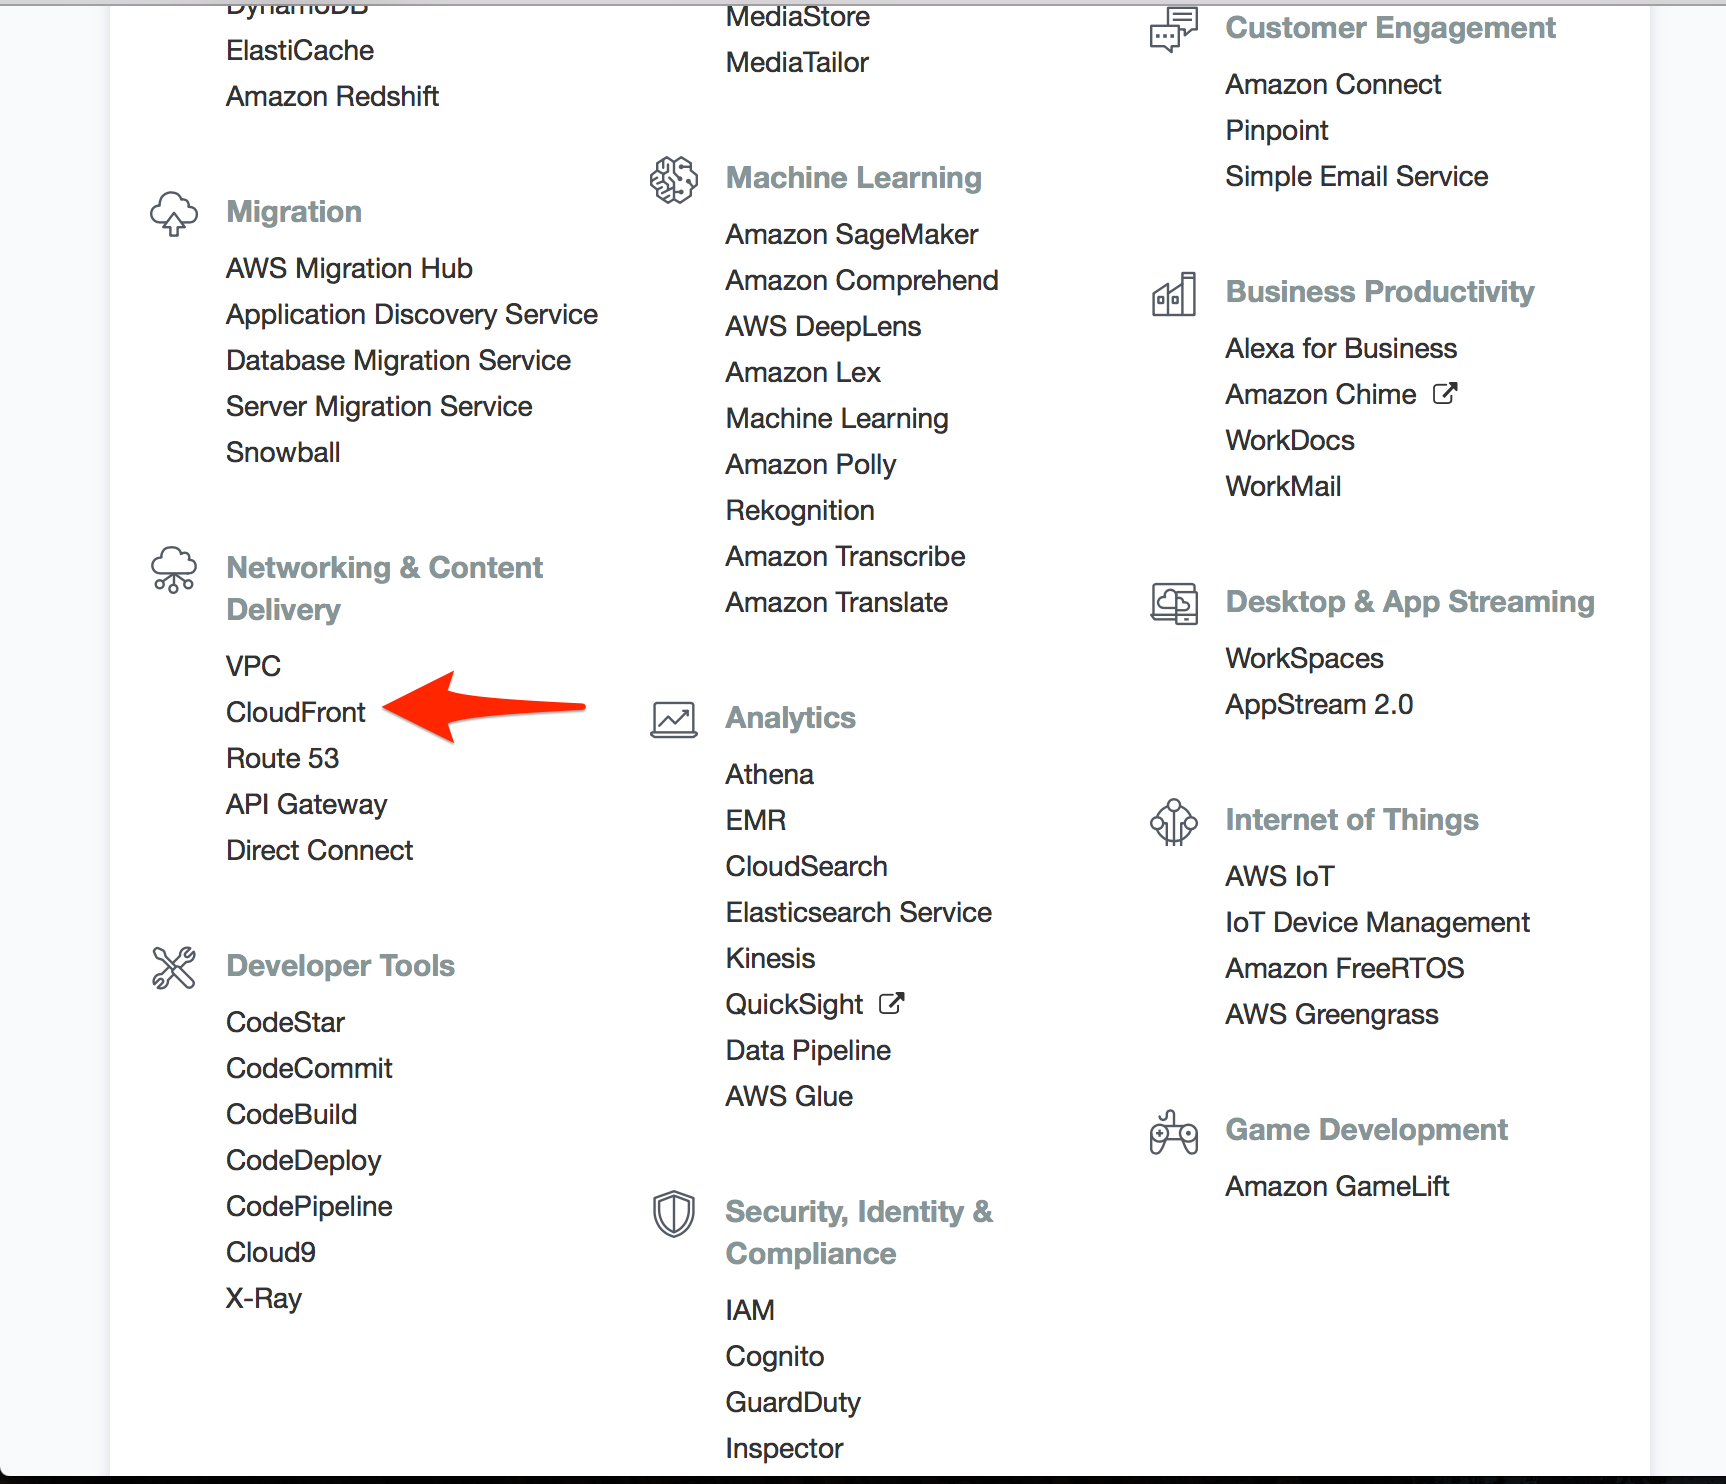 DynamoDB
ElastiCache
Amazon Redshift
Migration
AWS Migration Hub
Application Discovery Service
Database Migration Service
Server Migration Service
Snowball
Networking & Content
Delivery
VPC
CloudFront
Route 53
API Gateway
Direct Connect
Developer Tools
CodeStar
CodeCommit
CodeBuild
CodeDeploy
CodePipeline
Cloud9
X-Ray
MediaStore
MediaTailor
Machine Learning
Amazon SageMaker
Amazon Comprehend
AWS DeepLens
Amazon Lex
Machine Learning
Amazon Polly
Rekognition
Amazon Transcribe
Amazon Translate
Analytics
Athena
EMR
CloudSearch
Elasticsearch Service
Kinesis
QuickSight
Data Pipeline
AWS Glue
Security, Identity &
Compliance
IAM
Cognito
GuardDuty
Inspector
Customer Engagement
Amazon Connect
Pinpoint
Simple Email Service
Business Productivity
Alexa for Business
Amazon Chime
WorkDocs
WorkMail
Desktop & App Streaming
WorkSpaces
AppStream 2.0
Internet of Things
AWS IoT
IoT Device Management
Amazon FreeRTOS
AWS Greengrass
Game Development
Amazon GameLift